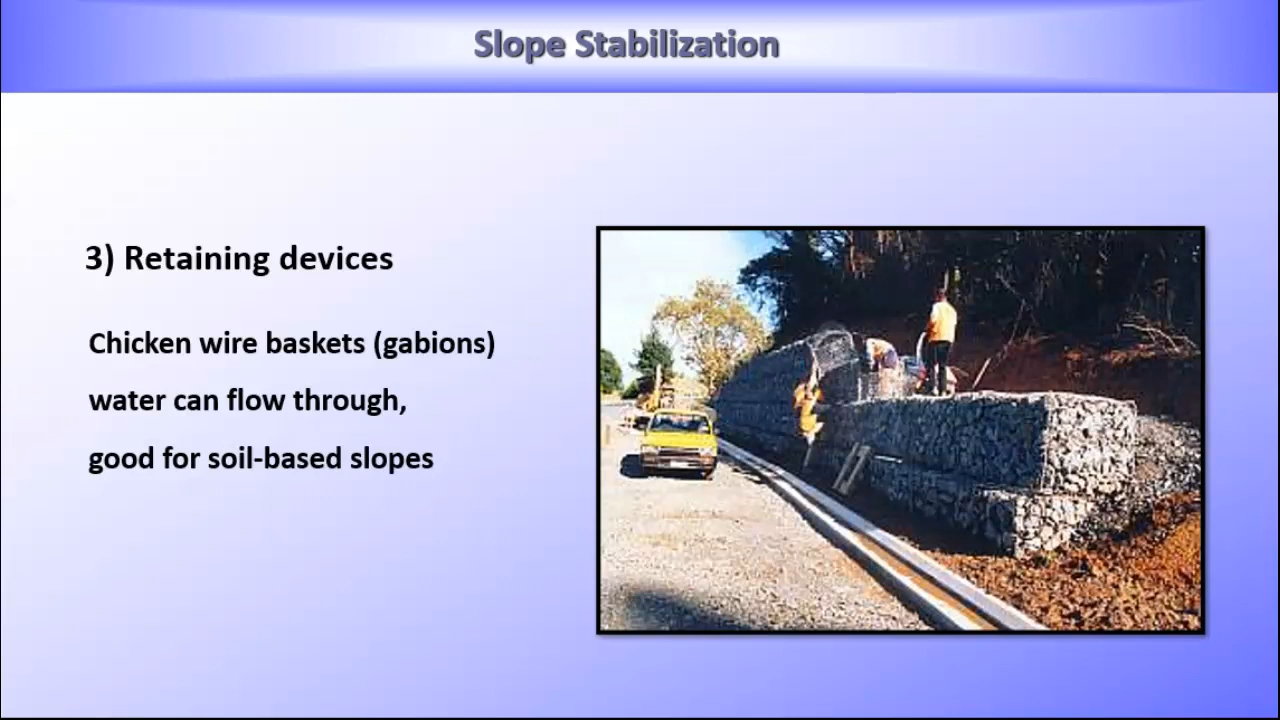 Slope Stabilization
3) Retaining devices
Chicken wire baskets (gabions)
water can flow through,
good for soil-based slopes